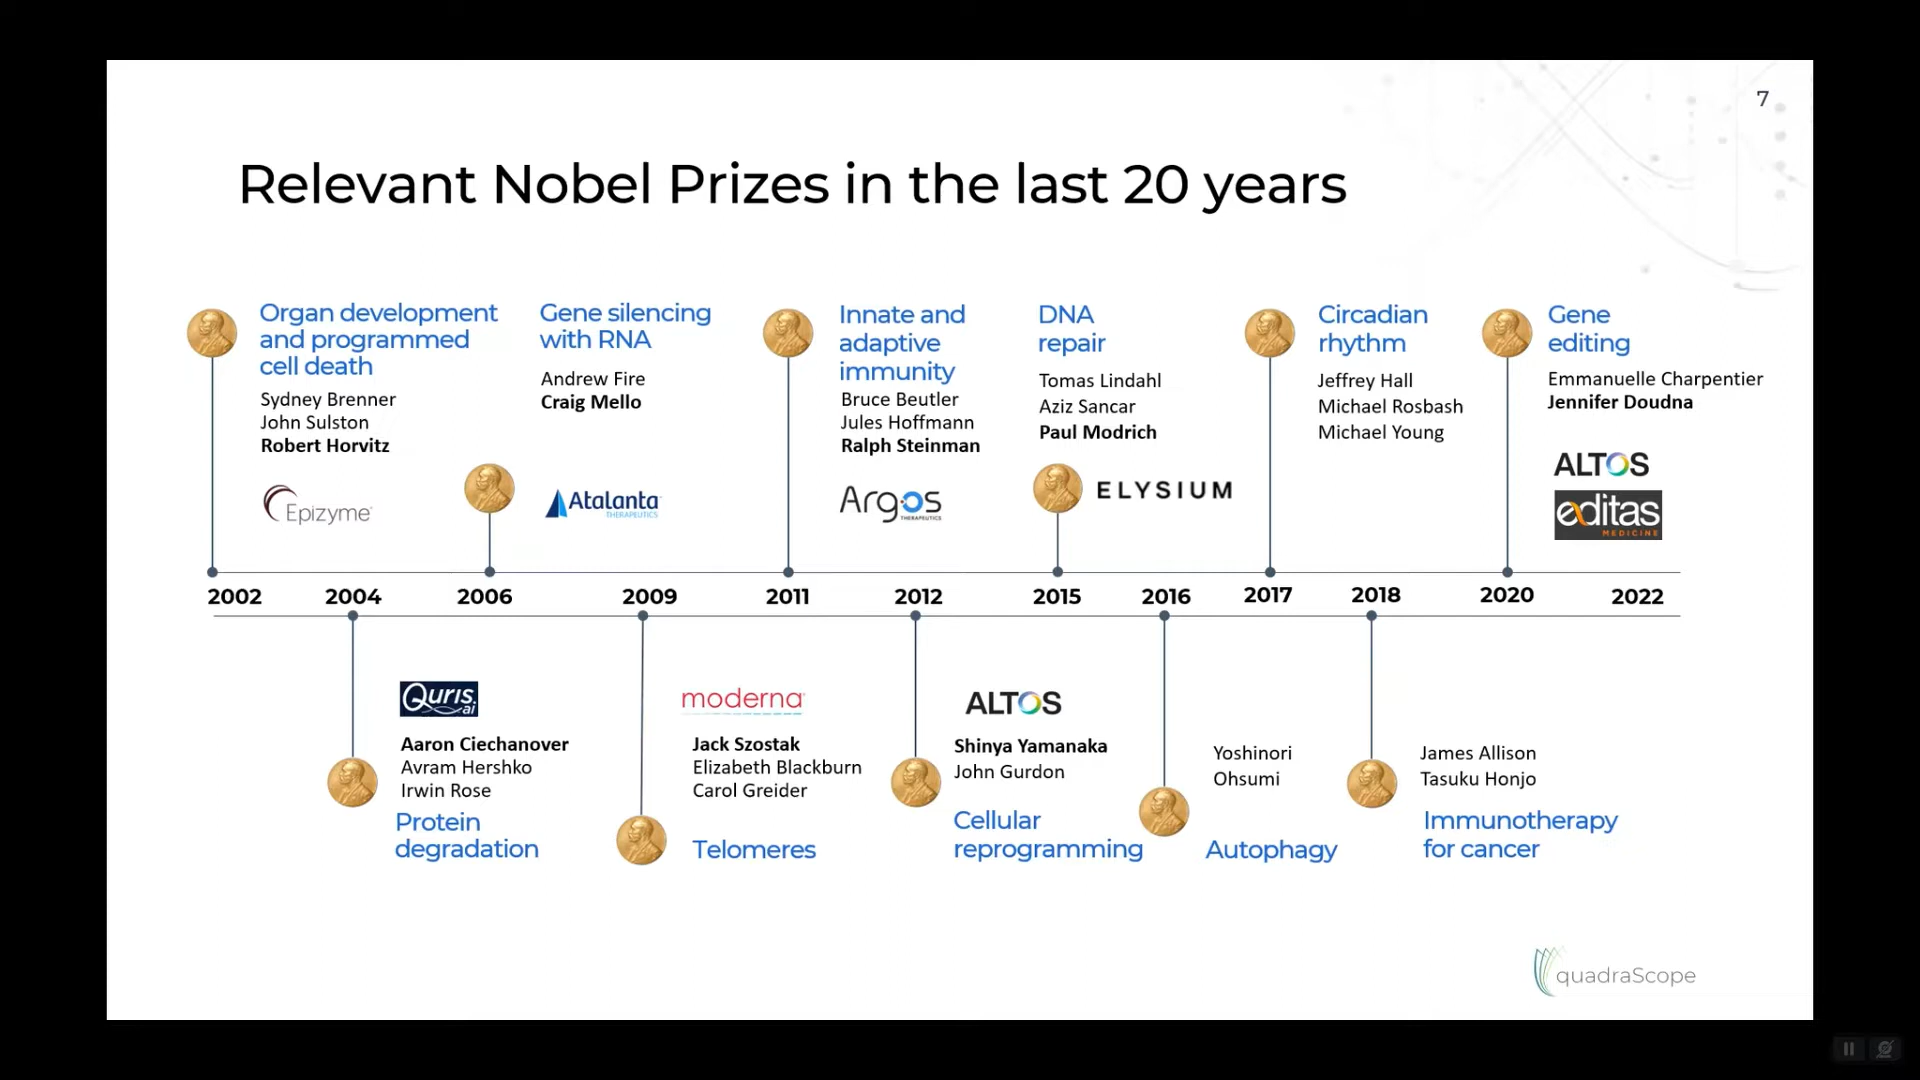 7
Relevant Nobel Prizes in the last 20 years
Organ development
and programmed
cell death
Sydney Brenner
John Sulston
Robert Horvitz
Epizyme
Gene silencing
with RNA
Andrew Fire
Craig Mello
Atalanta
THERAPEUTICS
Innate and
adaptive
immunity
Bruce Beutler
Jules Hoffmann
Ralph Steinman
Argos
THERAPEUTICS
DNA
repair
Tomas Lindahl
Aziz Sancar
Paul Modrich
ELYSIUM
Circadian
rhythm
Jeffrey Hall
Michael Rosbash
Michael Young
Gene
editing
Emmanuelle Charpentier
Jennifer Doudna
ALTOS
editas
MEDICINE
2002 2004 2006 2009 2011 2012 2015 2016 2017 2018 2020 2022
Quris.
ai
Aaron Ciechanover
Avram Hershko
Irwin Rose
Protein
degradation
moderna
Jack Szostak
Elizabeth Blackburn
Carol Greider
Telomeres
ALTOS
Shinya Yamanaka
John Gurdon
Cellular
reprogramming
Yoshinori
Ohsumi
Autophagy
James Allison
Tasuku Honjo
Immunotherapy
for cancer
quadraScope